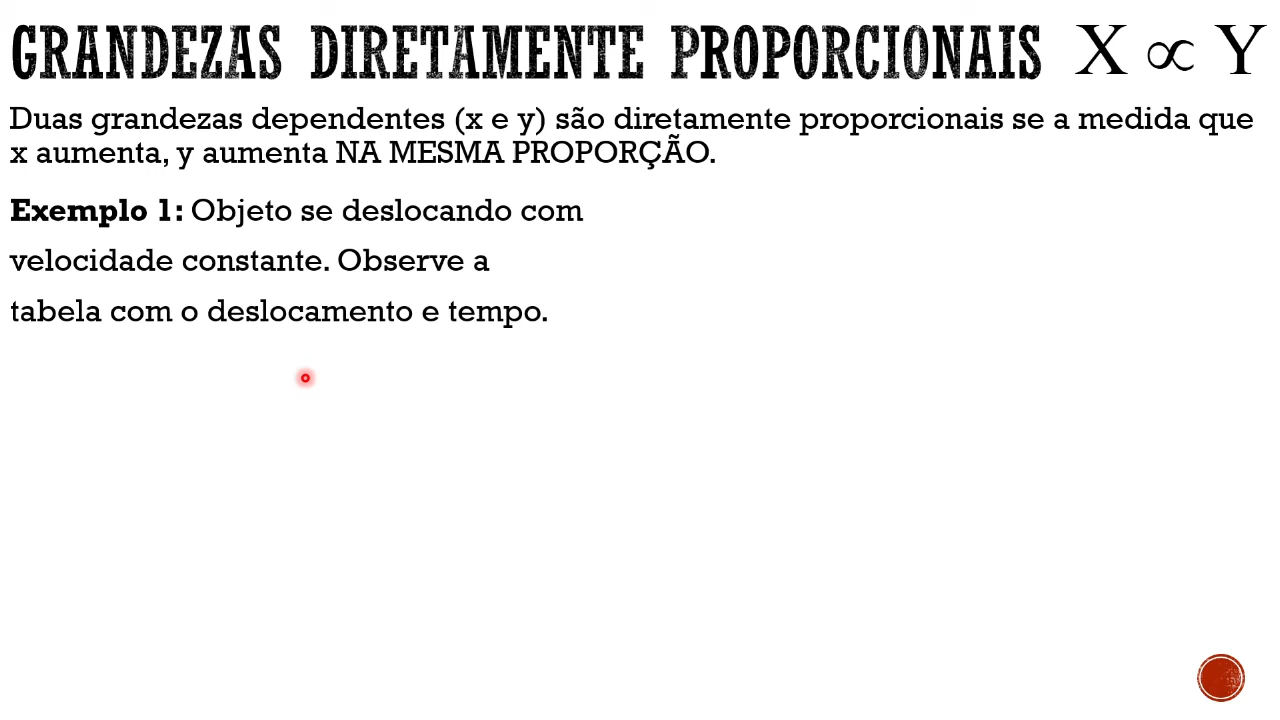 GRANDEZAS DIRETAMENTE PROPORCIONAIS X ∝ Y
Duas grandezas dependentes (x e y) são diretamente proporcionais se a medida que
x aumenta, y aumenta NA MESMA PROPORÇÃO.
Exemplo 1: Objeto se deslocando com
velocidade constante. Observe a
tabela com o deslocamento e tempo.